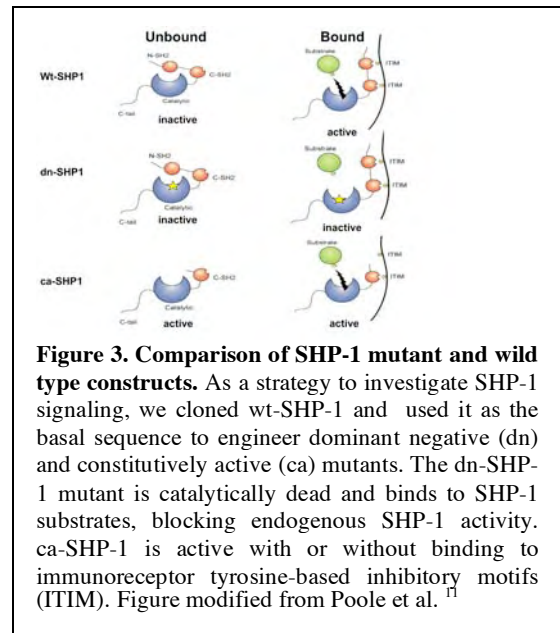 Unbound Bound
Substrate
N-SH2
ITIM
Wt-SHP1
C-SH2
ITIM
Catalytic
C-tail
inactive
active
N-SH2
Substrate
ITIM
dn-SHP1
C-SH2
ITIM
Catalytic
C-tail
inactive
inactive
Substrate
ITIM
ca-SHP1
C-SH2
ITIM
Catalytic
C-tail
active
active
Figure 3. Comparison of SHP-1 mutant and wild
type constructs. As a strategy to investigate SHP-1
signaling, we cloned wt-SHP-1 and used it as the
basal sequence to engineer dominant negative (dn)
and constitutively active (ca) mutants. The dn-SHP-
1 mutant is catalytically dead and binds to SHP-1
substrates, blocking endogenous SHP-1 activity.
ca-SHP-1 is active with or without binding to
immunoreceptor tyrosine-based inhibitory motifs
(ITIM). Figure modified from Poole et al. 11